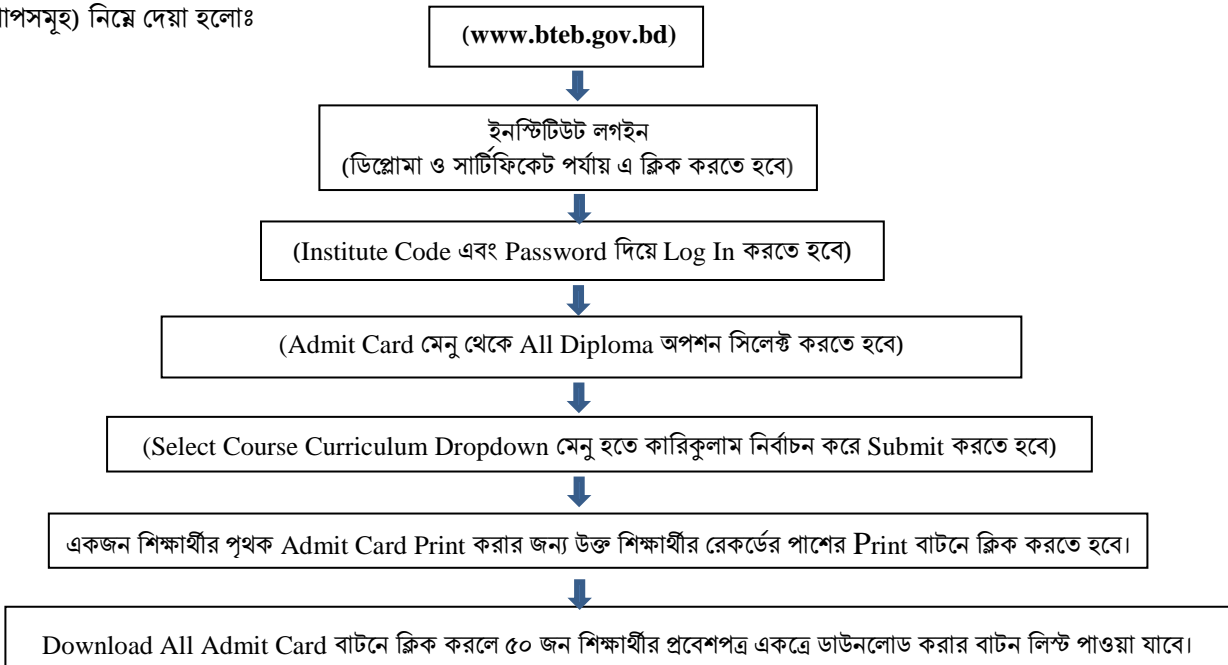 পসমূহ) নিম্নে দেয়া হলোঃ
(www.bteb.gov.bd)
ইনস্টিটিউট লগইন
(ডিপ্লোমা ও সার্টিফিকেট পর্যায় এ ক্লিক করতে হবে)
(Institute Code এবং Password দিয়ে Log In করতে হবে)
(Admit Card মেনু থেকে All Diploma অপশন সিলেক্ট করতে হবে)
(Select Course Curriculum Dropdown মেনু হতে কারিকুলাম নির্বাচন করে Submit করতে হবে)
একজন শিক্ষার্থীর পৃথক Admit Card Print করার জন্য উক্ত শিক্ষার্থীর রেকর্ডের পাশের Print বাটনে ক্লিক করতে হবে।
Download All Admit Card বাটনে ক্লিক করলে ৫০ জন শিক্ষার্থীর প্রবেশপত্র একত্রে ডাউনলোড করার বাটন লিস্ট পাওয়া যাবে।